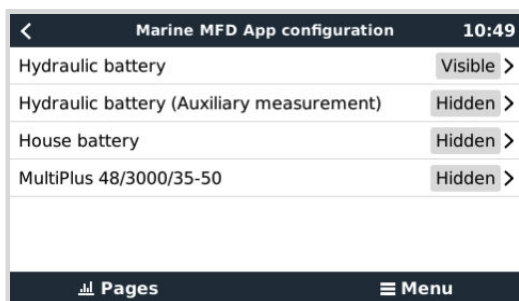 Marine MFD App configuration 10:49
Hydraulic battery Visible
Hydraulic battery (Auxiliary measurement) Hidden
House battery Hidden
MultiPlus 48/3000/35-50 Hidden
Pages Menu